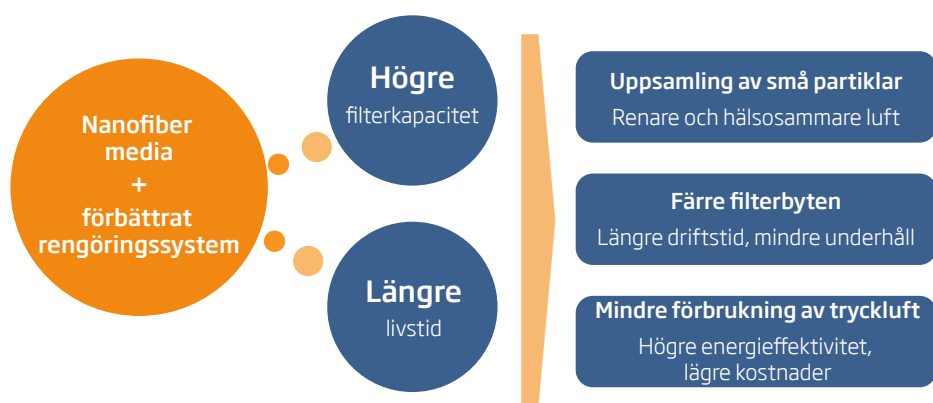 Nanofiber
media
+
förbättrat
rengöringssystem
Högre
filterkapacitet
Längre
livstid
Uppsamling av små partiklar
Renare och hälsosammare luft
Färre filterbyten
Längre driftstid, mindre underhåll
Mindre förbrukning av tryckluft
Högre energieffektivitet,
lägre kostnader